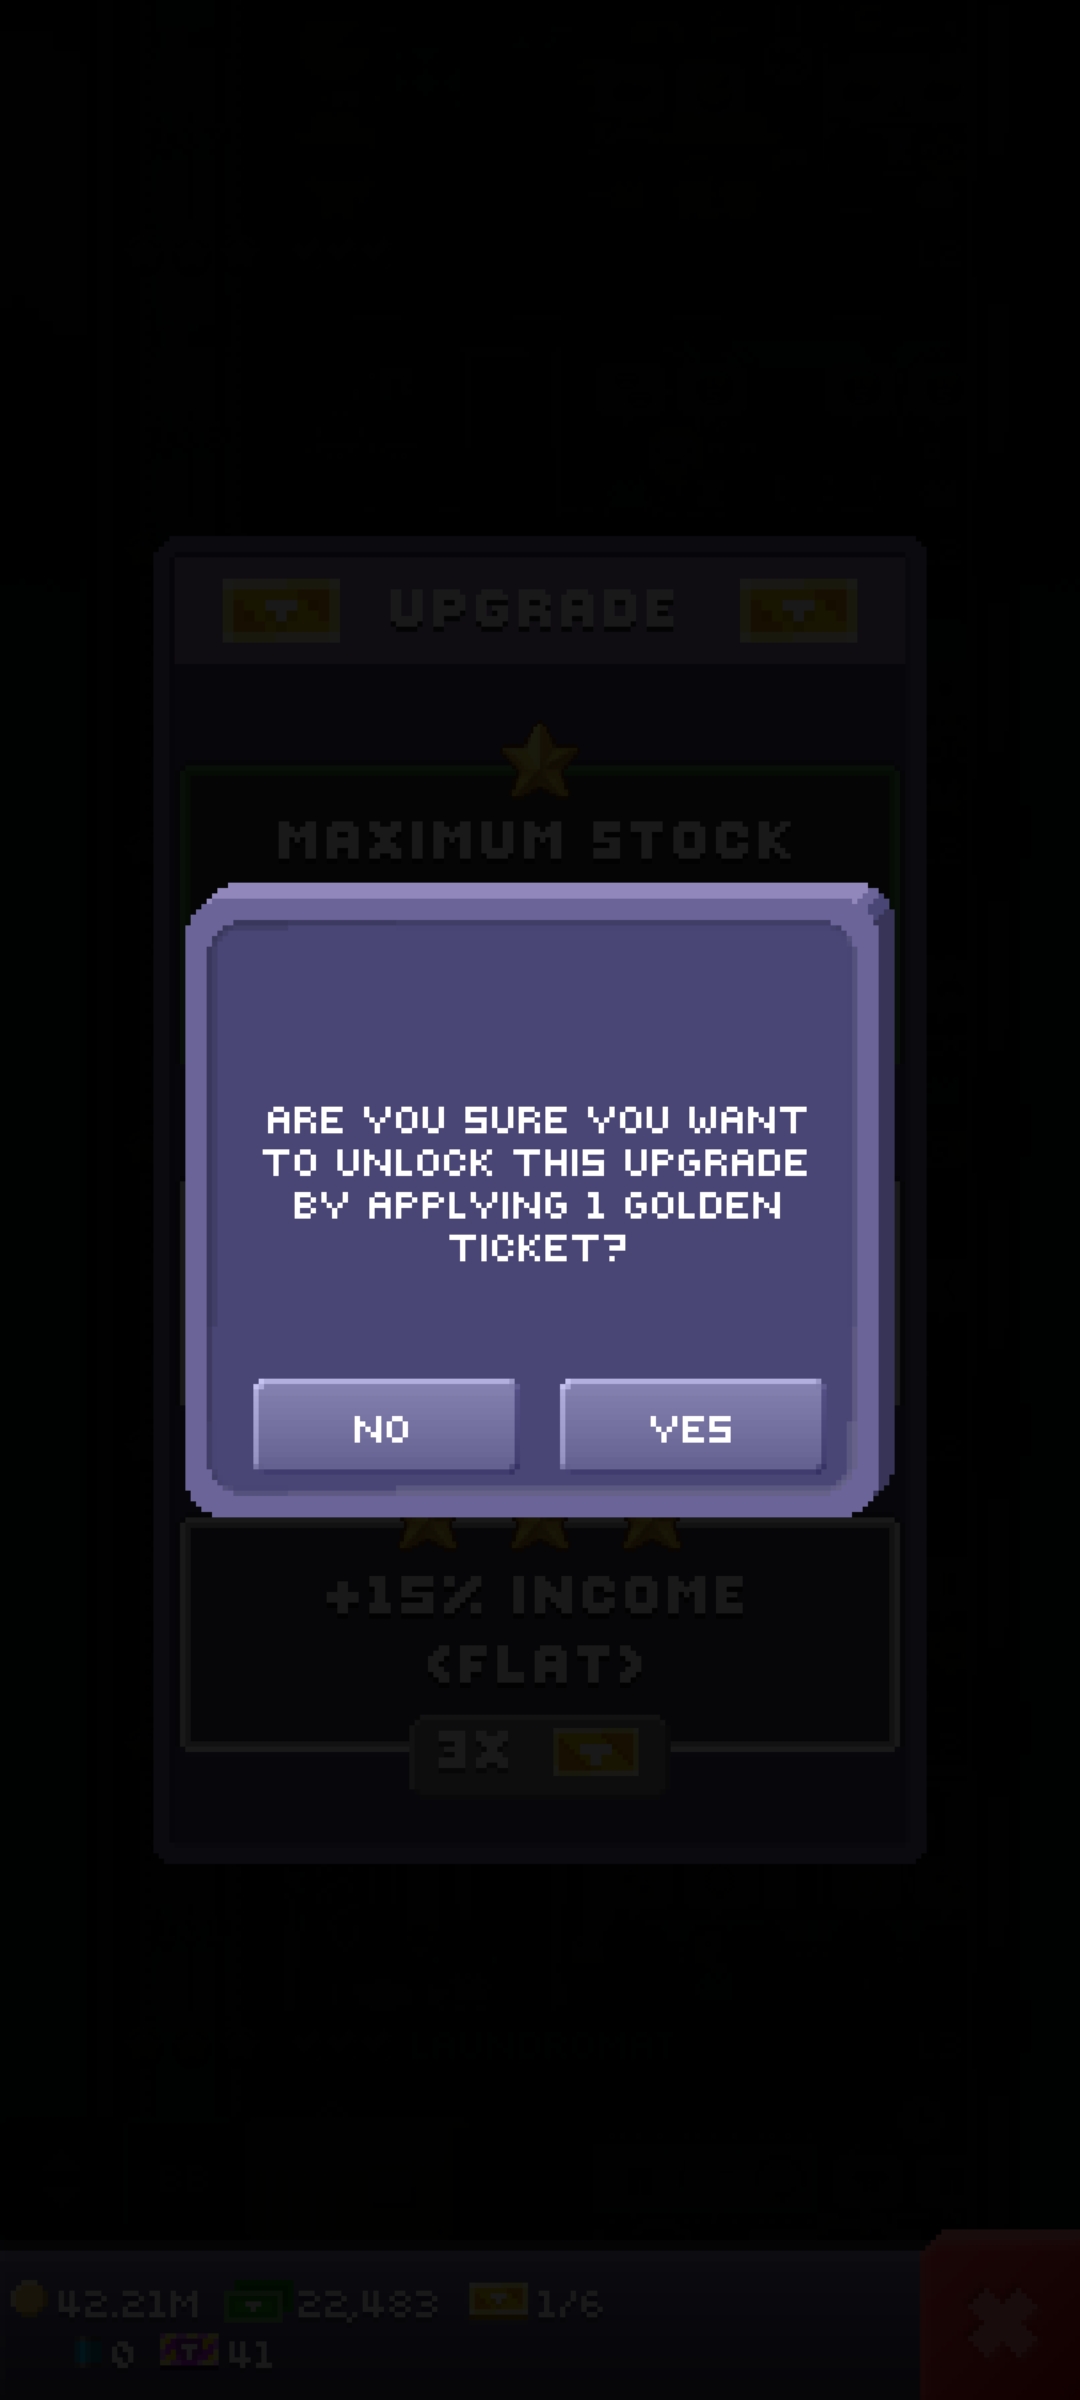 UPGRADE
MAXIMUM STOCK
ARE YOU SURE YOU WANT
TO UNLOCK THIS UPGRADE
BY APPLYING 1 GOLDEN
TICKET?
NO YES
+15% INCOME
(FLAT)
3X
42.21M 22,483 1/6
0 41